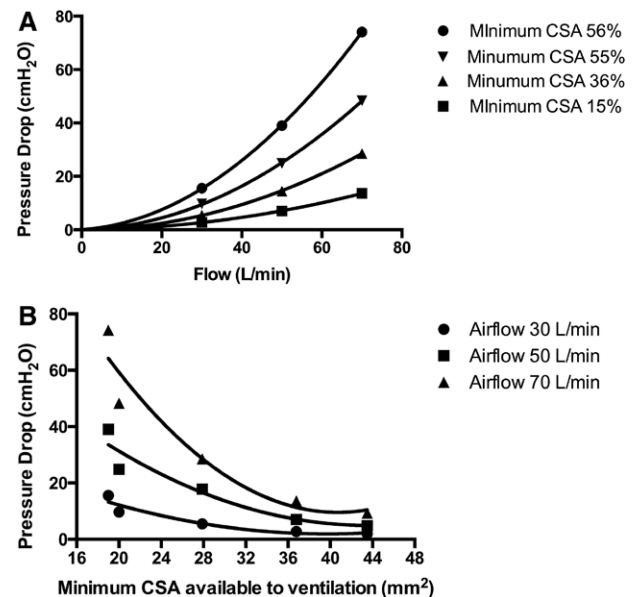 A
Pressure Drop (cmH2O)
80
60
40
20
0
0 20 40 60 80
Flow (L/min)
MInimum CSA 56%
Minumum CSA 55%
Minumum CSA 36%
MInimum CSA 15%
B
Pressure Drop (cmH2O)
80
60
40
20
0
16 20 24 28 32 36 40 44 48
Minimum CSA available to ventilation (mm2)
Airflow 30 L/min
Airflow 50 L/min
Airflow 70 L/min